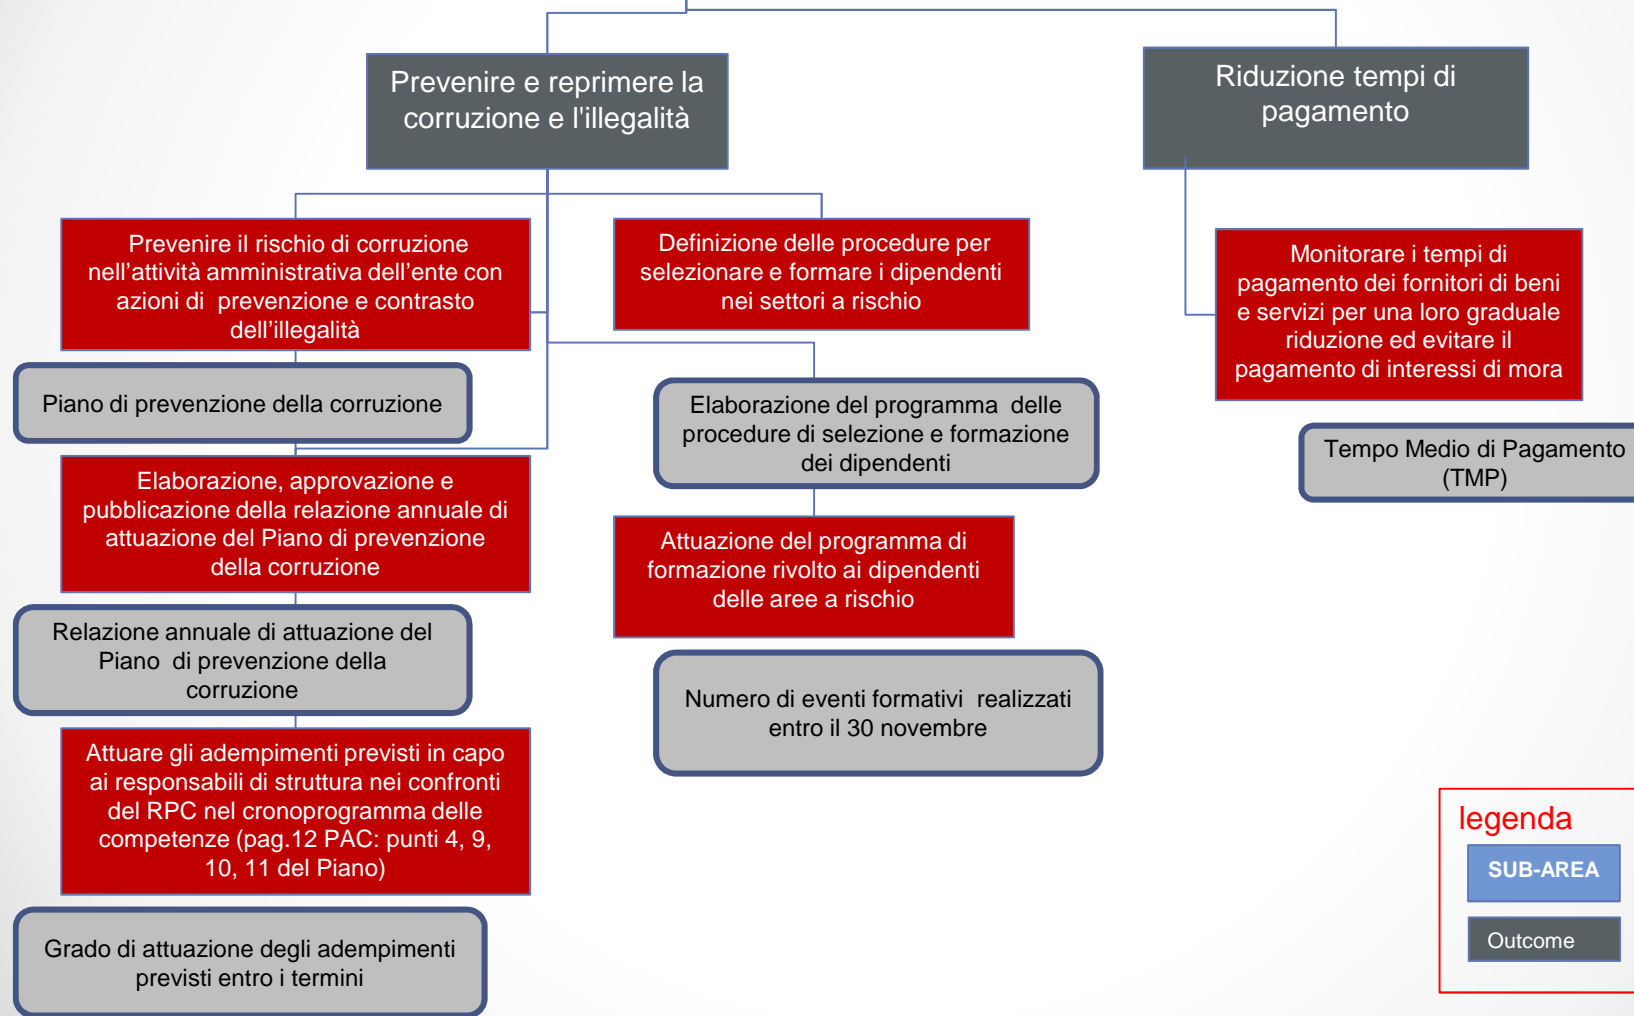 Prevenire e reprimere la
corruzione e l'illegalità
Riduzione tempi di
pagamento
Prevenire il rischio di corruzione
nell’attività amministrativa dell’ente con
azioni di prevenzione e contrasto
dell’illegalità
Piano di prevenzione della corruzione
Elaborazione, approvazione e
pubblicazione della relazione annuale di
attuazione del Piano di prevenzione
della corruzione
Relazione annuale di attuazione del
Piano di prevenzione della
corruzione
Attuare gli adempimenti previsti in capo
ai responsabili di struttura nei confronti
del RPC nel cronoprogramma delle
competenze (pag.12 PAC: punti 4, 9,
10, 11 del Piano)
Grado di attuazione degli adempimenti
previsti entro i termini
Definizione delle procedure per
selezionare e formare i dipendenti
nei settori a rischio
Elaborazione del programma delle
procedure di selezione e formazione
dei dipendenti
Attuazione del programma di
formazione rivolto ai dipendenti
delle aree a rischio
Numero di eventi formativi realizzati
entro il 30 novembre
Monitorare i tempi di
pagamento dei fornitori di beni
e servizi per una loro graduale
riduzione ed evitare il
pagamento di interessi di mora
Tempo Medio di Pagamento
(TMP)
legenda
SUB-AREA
Outcome